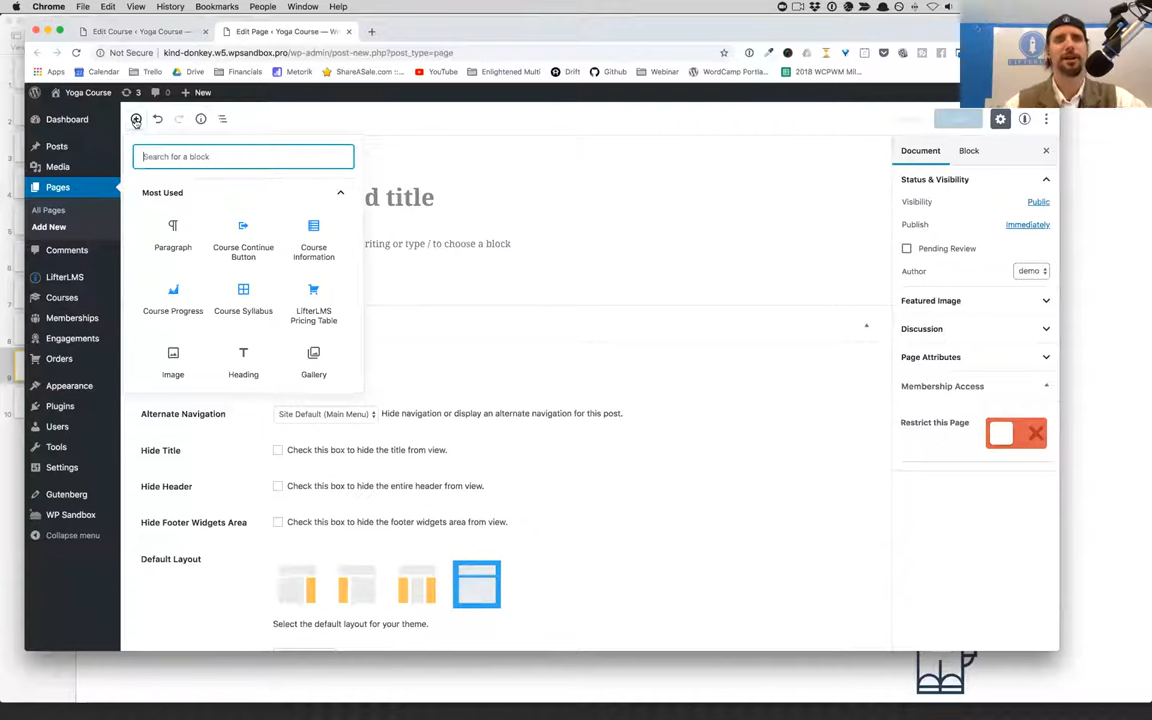 Chrome File Edit View History Bookmarks People Window Help
Edit Course ‹ Yoga Course —
Edit Page ‹ Yoga Course — W
Not Secure kind-donkey.w5.wpsandbox.pro/wp-admin/post-new.php?post_type=page
Apps Calendar Trello Drive Financials Metorik ShareASale.com ::... YouTube Enlightened Multi Drift Github Webinar WordCamp Portla... 2018 WCPWM Mil...
Yoga Course 3 0 New
Dashboard
Posts
Media
Pages
All Pages
Add New
Comments
LifterLMS
Courses
Memberships
Engagements
Orders
Appearance
Plugins
Users
Tools
Settings
Gutenberg
WP Sandbox
Collapse menu
Search for a block
Most Used
Paragraph
Course Continue Button
Course Information
Course Progress
Course Syllabus
LifterLMS Pricing Table
Image
Heading
Gallery
d title
riting or type / to choose a block
Alternate Navigation
Site Default (Main Menu) Hide navigation or display an alternate navigation for this post.
Hide Title
Check this box to hide the title from view.
Hide Header
Check this box to hide the entire header from view.
Hide Footer Widgets Area
Check this box to hide the footer widgets area from view.
Default Layout
Select the default layout for your theme.
Document Block
Status & Visibility
Visibility Public
Publish Immediately
Pending Review
Author demo
Featured Image
Discussion
Page Attributes
Membership Access
Restrict this Page
2
3
4
5
6
7
8
9
10